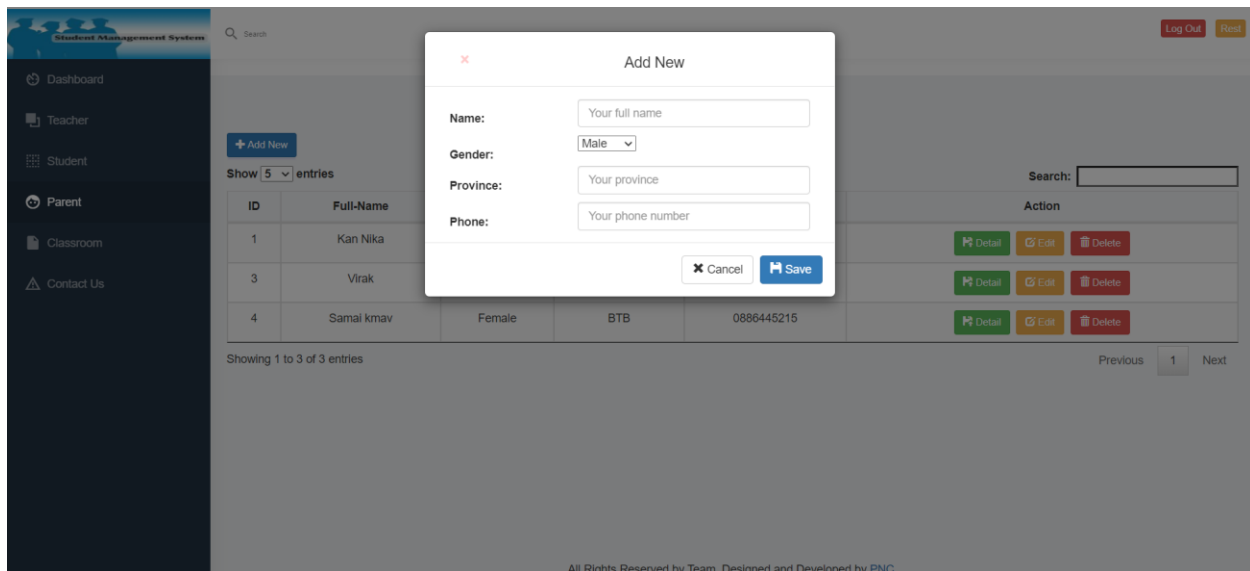 Student Management System
Search
Log Out Rest
Dashboard
Teacher
Student
Parent
Classroom
Contact Us
Add New
Show 5 entries
Search:
ID Full-Name Action
1 Kan Nika Detail Edit Delete
3 Virak Detail Edit Delete
4 Samai kmav Female BTB 0886445215 Detail Edit Delete
Showing 1 to 3 of 3 entries
Previous 1 Next
× Add New
Name: Your full name
Gender: Male
Province: Your province
Phone: Your phone number
Cancel Save
All Rights Reserved by Team. Designed and Developed by PNC